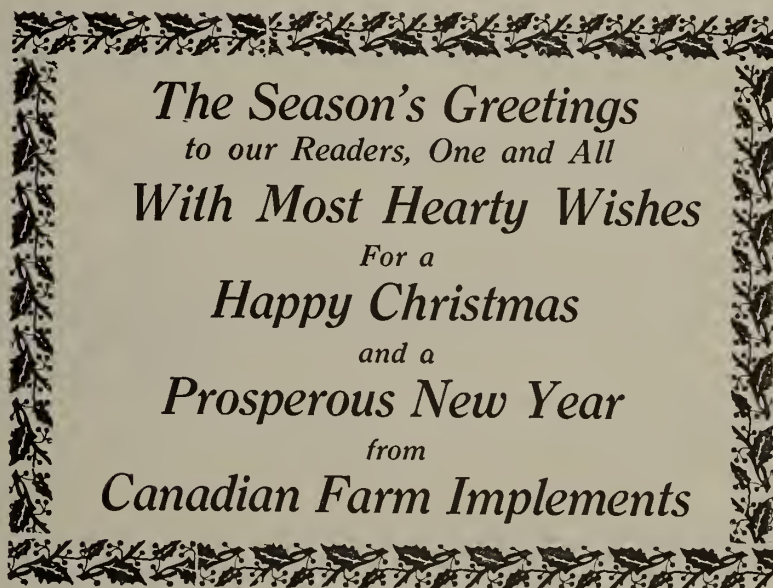 The Season's Greetings
to our Readers, One and All
With Most Hearty Wishes
For a
Happy Christmas
and a
Prosperous New Year
from
Canadian Farm Implements